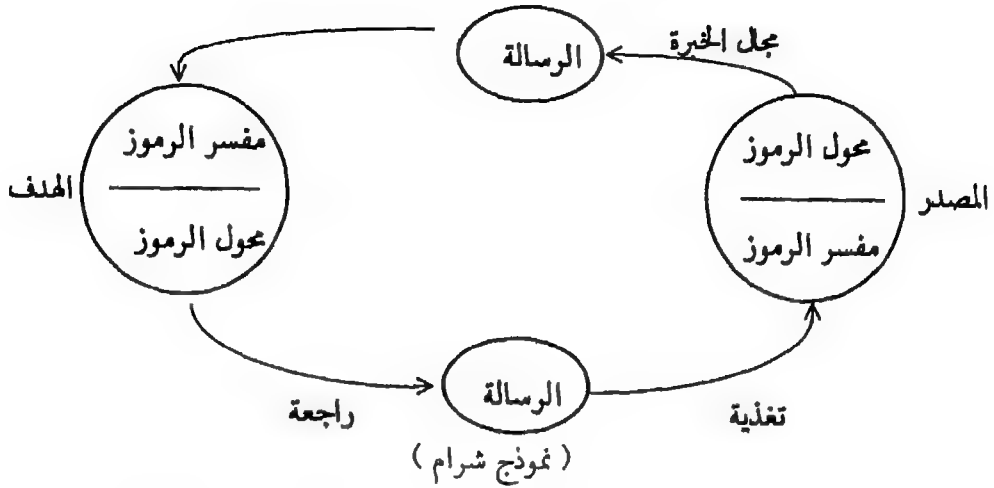 مجال الخبرة
الرسالة
محول الرموز
مفسر الرموز
المصدر
مفسر الرموز
محول الرموز
الهدف
الرسالة
تغذية
راجعة
( نموذج شرام )